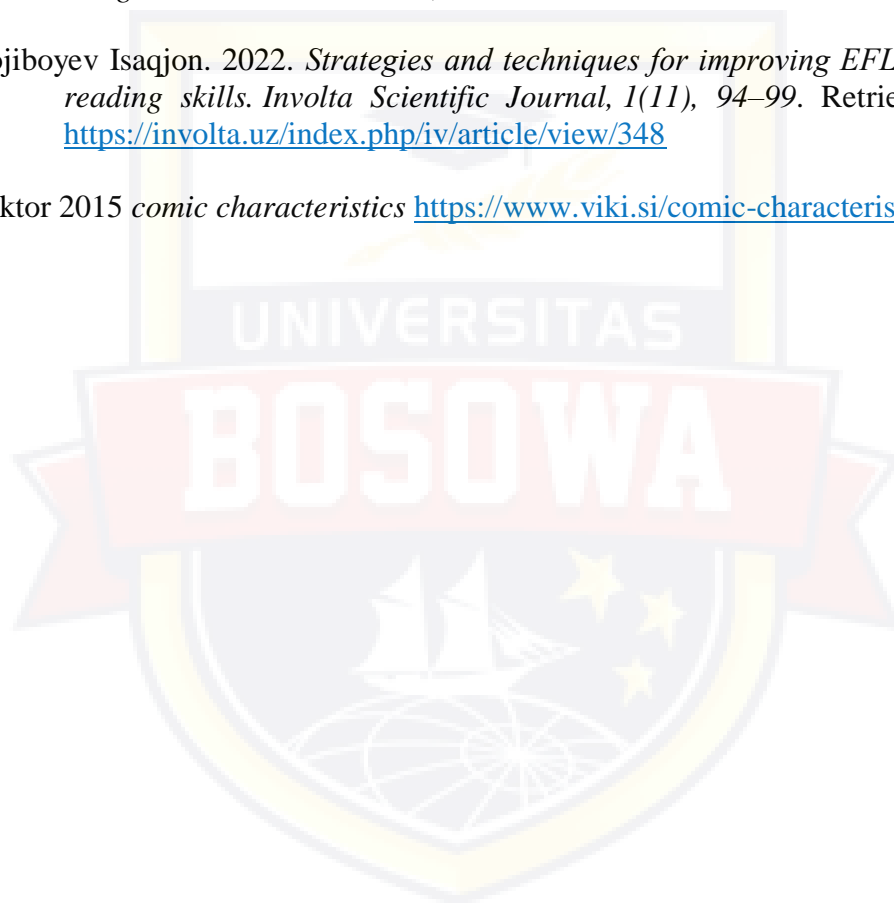 ojiboyev Isaqjon. 2022. Strategies and techniques for improving EFL
reading skills. Involta Scientific Journal, 1(11), 94–99. Retrie
https://involta.uz/index.php/iv/article/view/348
ktor 2015 comic characteristics https://www.viki.si/comic-characteris
UNIVERSITAS
BOSOWA